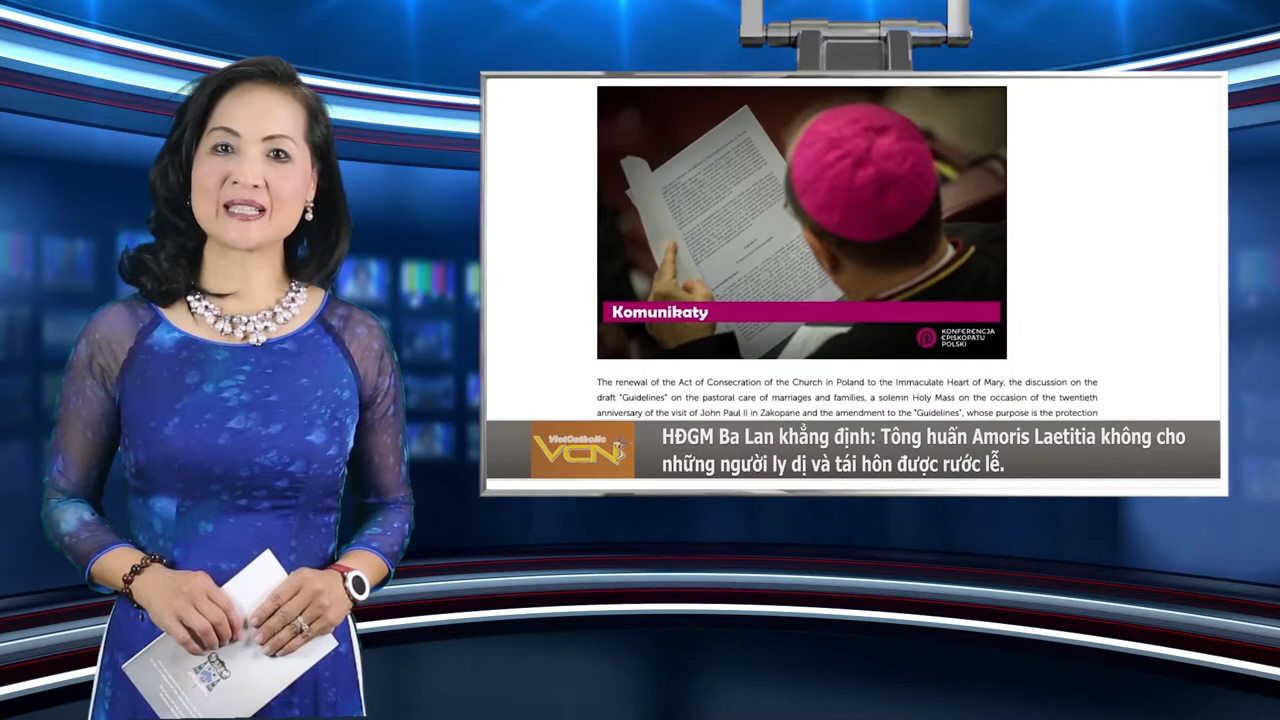 Komunikaty
KONFERENCJA
EPISKOPATU
POLSKI
The renewal of the Act of Consecration of the Church in Poland to the Immaculate Heart of Mary, the discussion on the
draft "Guidelines" on the pastoral care of marriages and families, a solemn Holy Mass on the occasion of the twentieth
anniversary of the visit of John Paul II in Zakopane and the amendment to the "Guidelines", whose purpose is the protection
VietCatholic
VCN
HĐGM Ba Lan khẳng định: Tông huấn Amoris Laetitia không cho
những người ly dị và tái hôn được rước lễ.